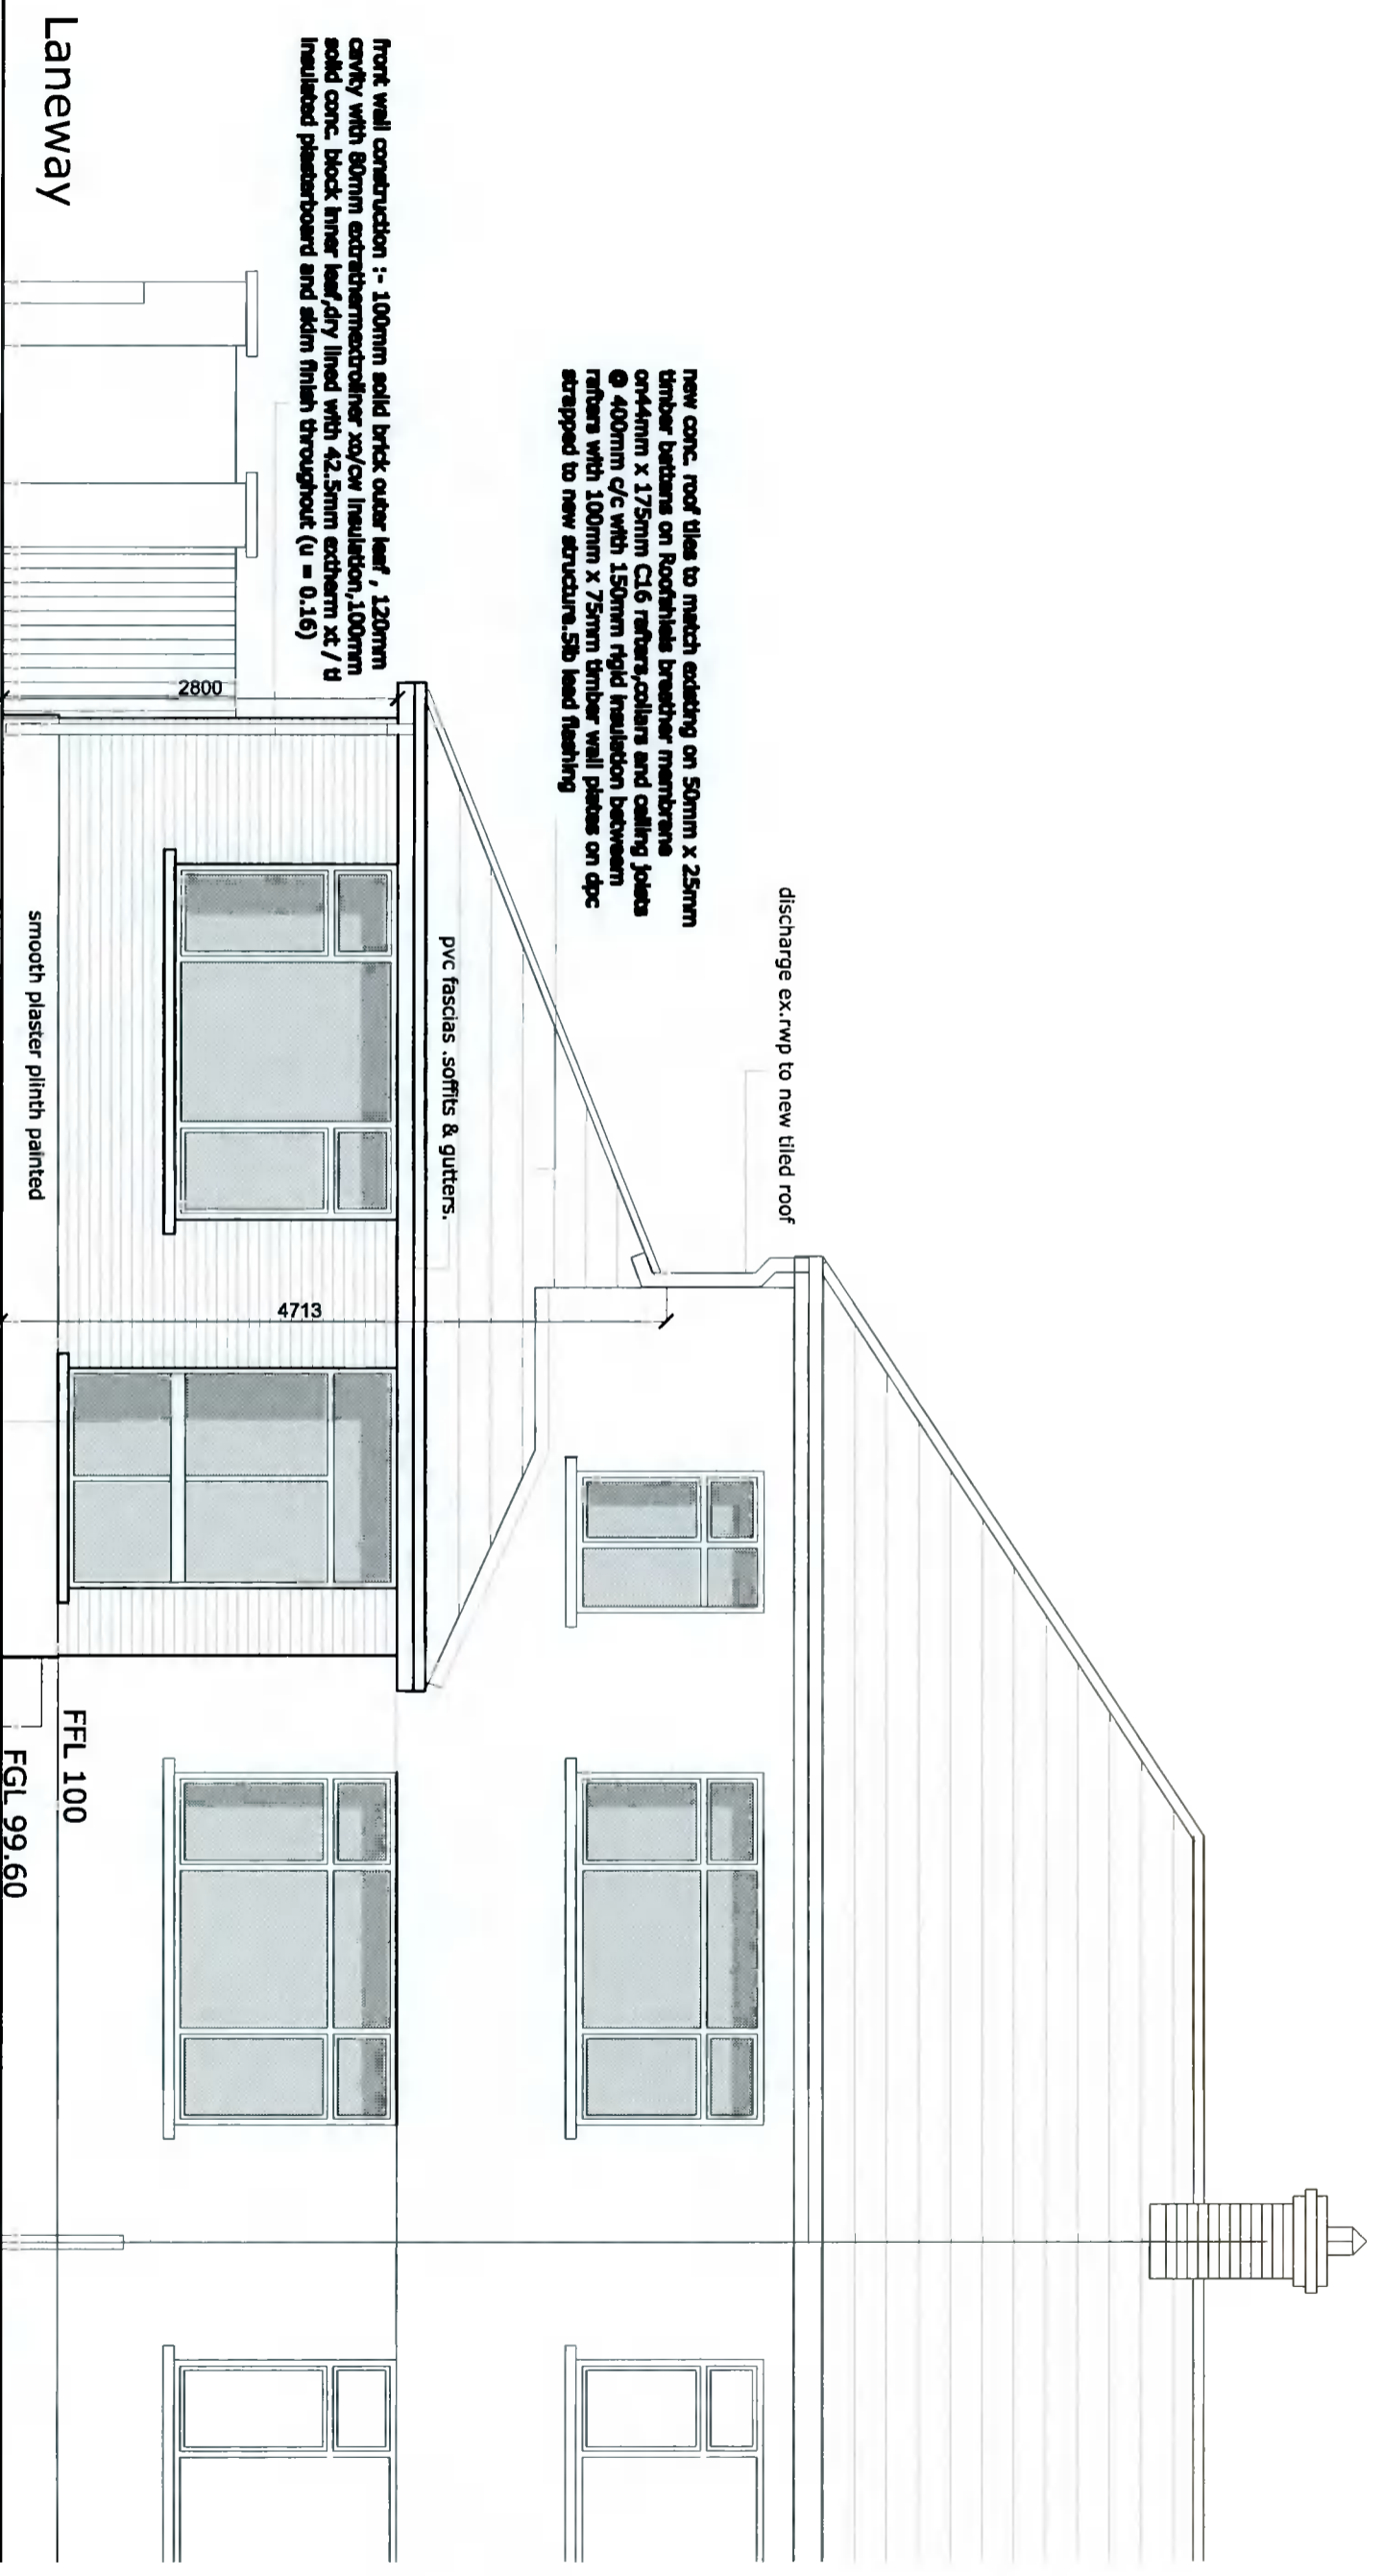 discharge ex.rwp to new tiled roof
new conc. roof tiles to match existing on 50mm x 25mm
timber battens on Roofshiels breather membrane
on44mm x 175mm C16 rafters,collars and ceiling joists
@ 400mm c/c with 150mm rigid insulation between
rafters with 100mm x 75mm timber wall plates on dpc
strapped to new structure.5lb lead flashing
pvc fascias .soffits & gutters.
front wall construction :- 100mm solid brick outer leaf , 120mm
cavity with 80mm extrathermextroliner xo/cw insulation,100mm
solid conc. block inner leaf,dry lined with 42.5mm extherm xt / tl
insulated plasterboard and skim finish throughout (u = 0.16)
2800
4713
Laneway
smooth plaster plinth painted
FFL 100
FGL 99.60